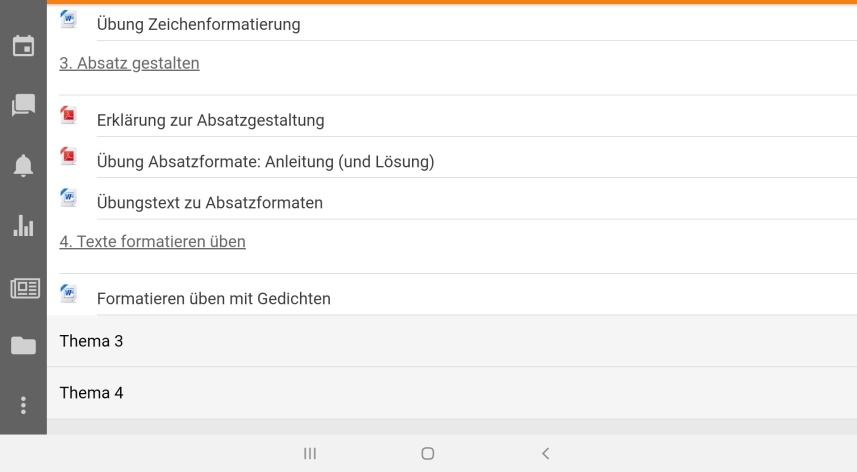 Übung Zeichenformatierung
3. Absatz gestalten
Erklärung zur Absatzgestaltung
Übung Absatzformate: Anleitung (und Lösung)
Übungstext zu Absatzformaten
4. Texte formatieren üben
Formatieren üben mit Gedichten
Thema 3
Thema 4